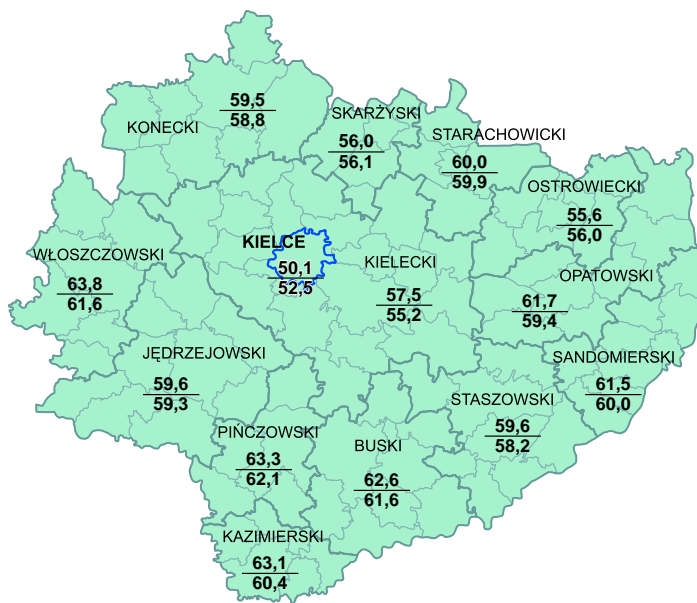 59,5
58,8
KONECKI
SKARŻYSKI
56,0
56,1
STARACHOWICKI
60,0
59,9
OSTROWIECKI
55,6
56,0
WŁOSZCZOWSKI
63,8
61,6
KIELCE
50,1
52,5
KIELECKI
57,5
55,2
OPATOWSKI
61,7
59,4
JĘDRZEJOWSKI
59,6
59,3
SANDOMIERSKI
61,5
60,0
STASZOWSKI
59,6
58,2
PIŃCZOWSKI
63,3
62,1
BUSKI
62,6
61,6
KAZIMIERSKI
63,1
60,4